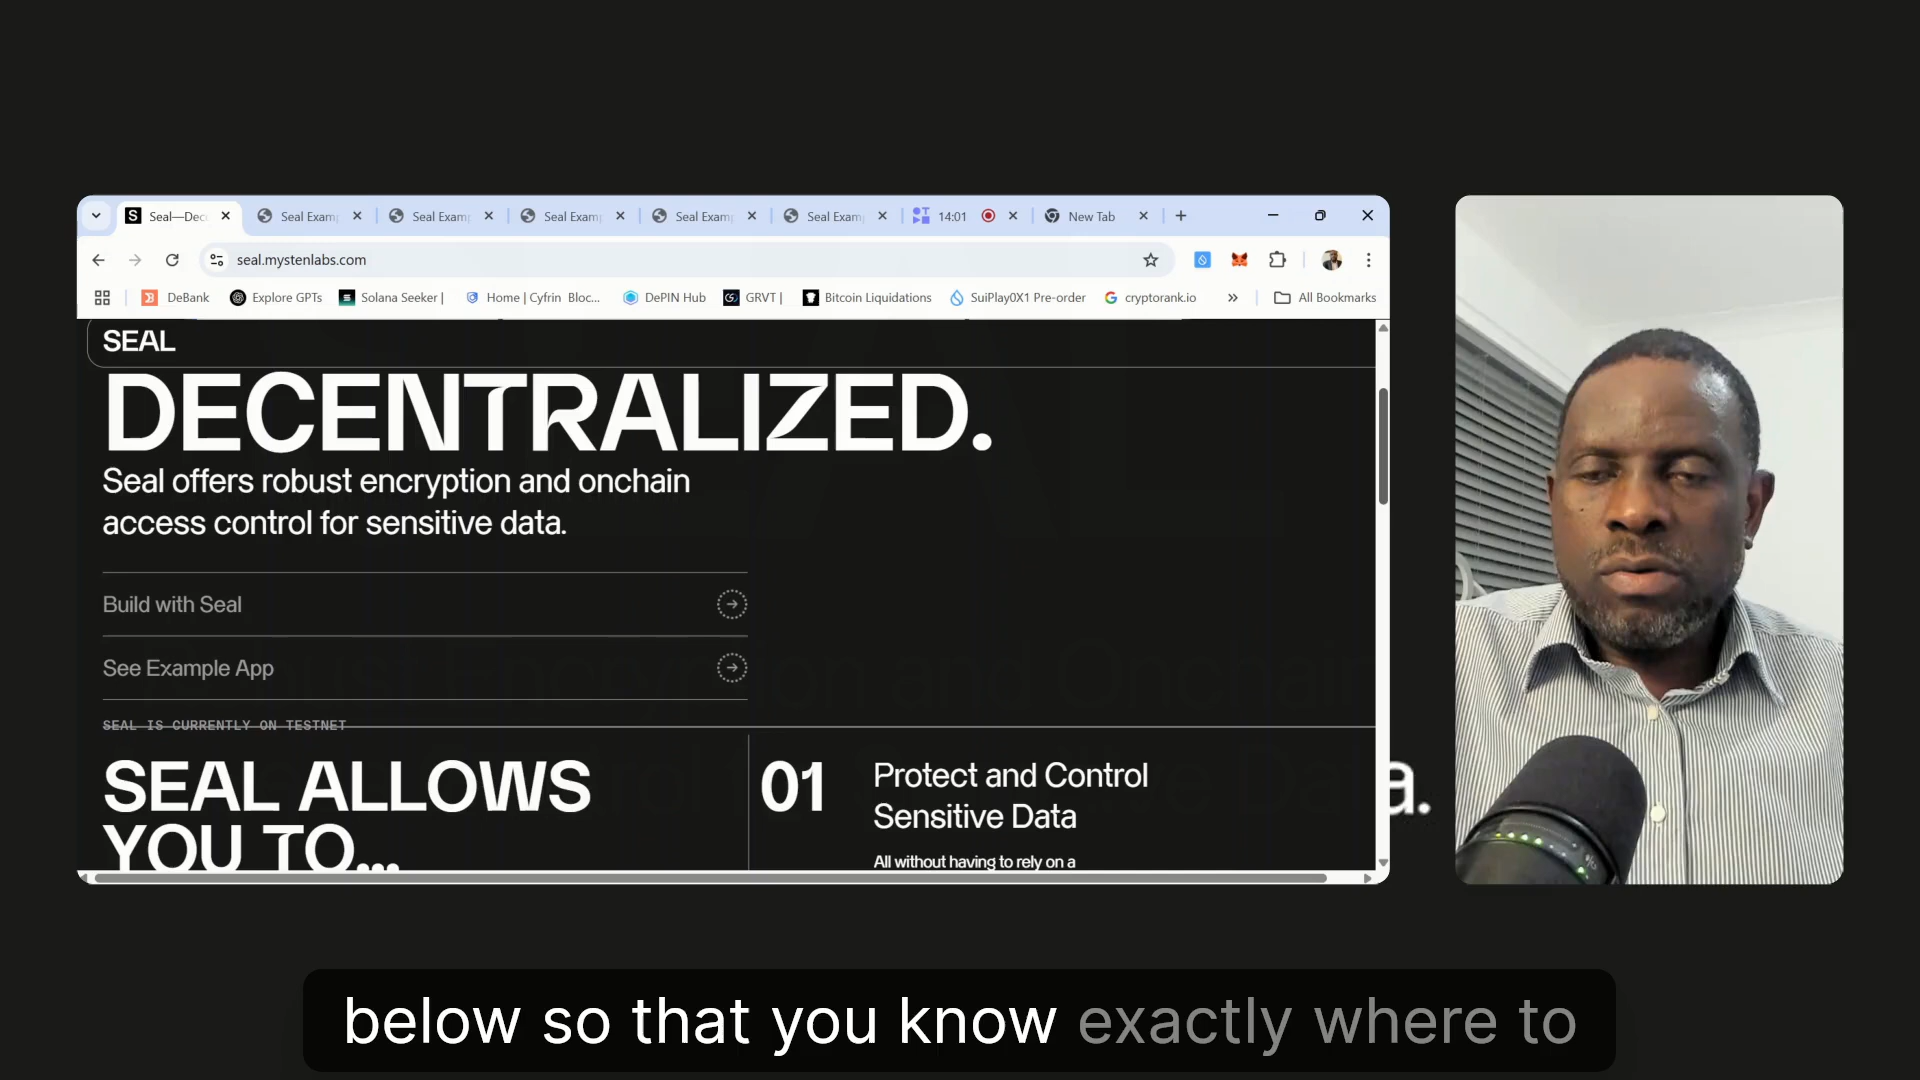 Seal—Dec
Seal Exam
Seal Exam
Seal Exam
Seal Exam
Seal Exam
14:01
New Tab
seal.mystenlabs.com
DeBank
Explore GPTs
Solana Seeker |
Home | Cyfrin Bloc...
DePIN Hub
GRVT |
Bitcoin Liquidations
SuiPlay0X1 Pre-order
cryptorank.io
All Bookmarks
SEAL
DECENTRALIZED.
Seal offers robust encryption and onchain
access control for sensitive data.
Build with Seal
See Example App
SEAL IS CURRENTLY ON TESTNET
SEAL ALLOWS
YOU TO...
01
Protect and Control
Sensitive Data
All without having to rely on a
a.
below so that you know exactly where to